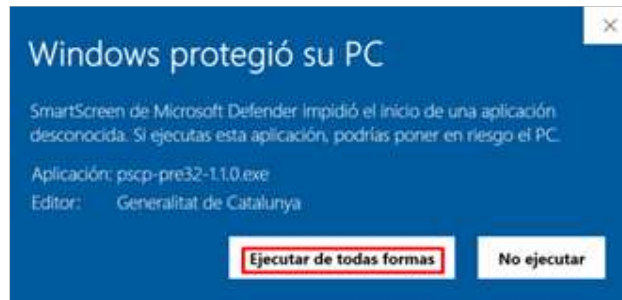 Windows protegió su PC
SmartScreen de Microsoft Defender impidió el inicio de una aplicación
desconocida. Si ejecutas esta aplicación, podrías poner en riesgo el PC.
Aplicación: pscp-pre32-1.1.0.exe
Editor: Generalitat de Catalunya
Ejecutar de todas formas No ejecutar